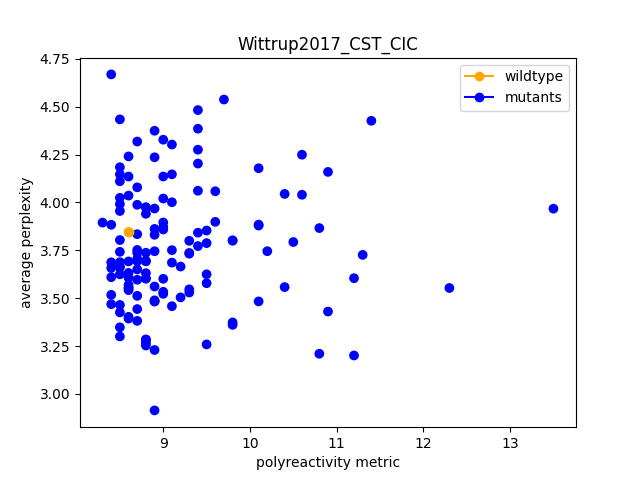 Wittrup2017_CST_CIC
wildtype
mutants
4.75
4.50
4.25
4.00
3.75
3.50
3.25
3.00
average perplexity
9
10
11
12
13
polyreactivity metric